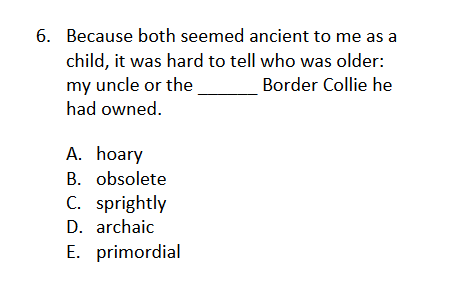 6. Because both seemed ancient to me as a
child, it was hard to tell who was older:
my uncle or the ______ Border Collie he
had owned.
A. hoary
B. obsolete
C. sprightly
D. archaic
E. primordial